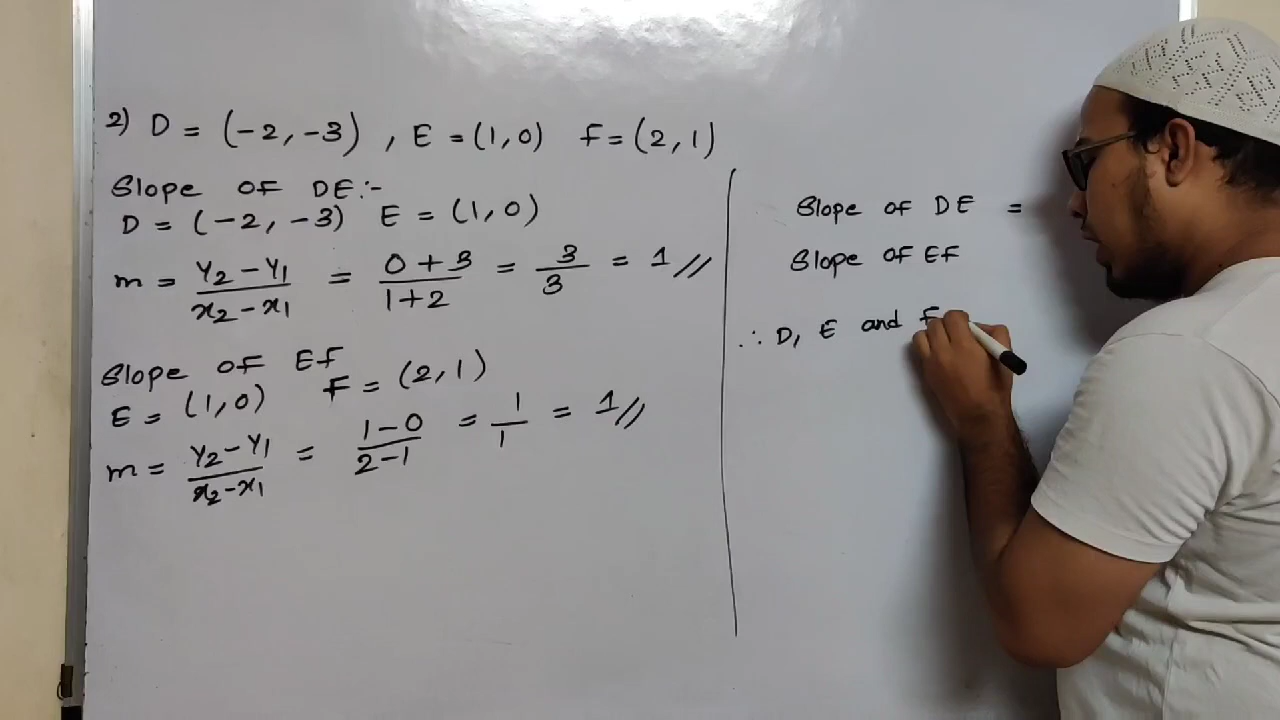 2) D = (-2, -3) , E = (1,0) F = (2,1)
Slope OF DE:-
D = (-2, -3) E = (1,0)
m = Y2-Y1/x2-x1 = 0+3/1+2 = 3/3 = 1//
Slope OF EF
E = (1,0) F = (2,1)
m = Y2-Y1/x2-x1 = 1-0/2-1 = 1/1 = 1//
Slope OF DE =
Slope OF EF
∴ D, E and F